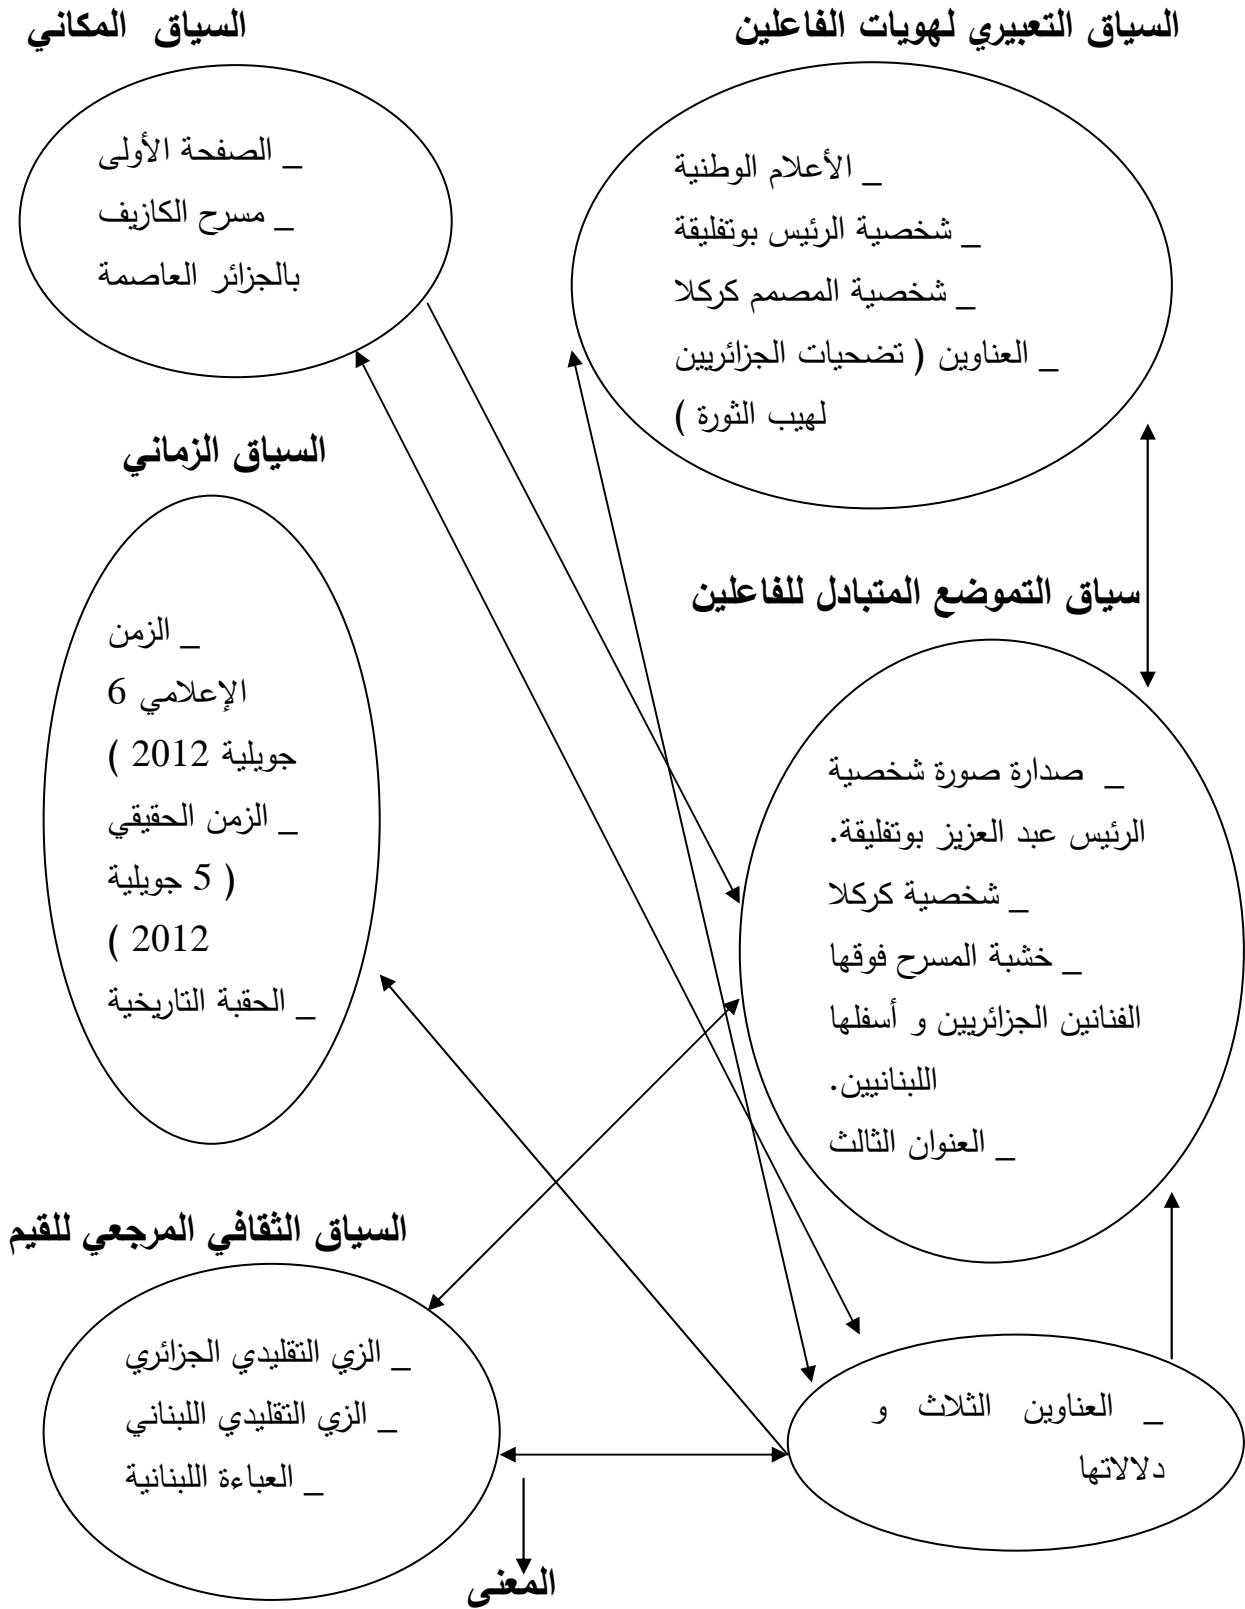 السياق التعبيري لهويات الفاعلين
_ الأعلام الوطنية
_ شخصية الرئيس بوتفليقة
_ شخصية المصمم كركلا
_ العناوين ( تضحيات الجزائريين
لهيب الثورة )
السياق المكاني
_ الصفحة الأولى
_ مسرح الكازيف
بالجزائر العاصمة
سياق التموضع المتبادل للفاعلين
_ صدارة صورة شخصية
الرئيس عبد العزيز بوتفليقة.
_ شخصية كركلا
_ خشبة المسرح فوقها
الفنانين الجزائريين و أسفلها
اللبنانيين.
_ العنوان الثالث
السياق الزماني
_ الزمن
الإعلامي 6
جويلية 2012 )
_ الزمن الحقيقي
( 5 جويلية
2012 )
_ الحقبة التاريخية
_ العناوين الثلاث و
دلالاتها
السياق الثقافي المرجعي للقيم
_ الزي التقليدي الجزائري
_ الزي التقليدي اللبناني
_ العباءة اللبنانية
المعنى